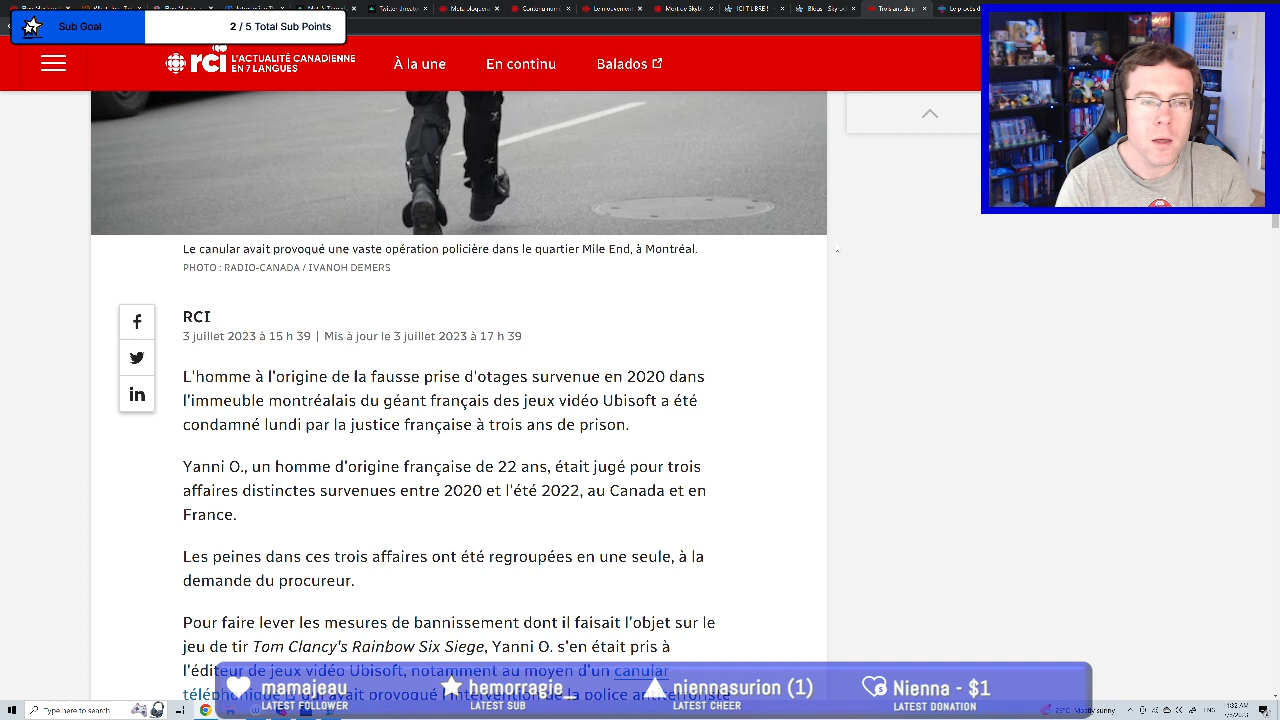 Sub Goal
2 / 5 Total Sub Points
rci L'ACTUALITÉ CANADIENNE
EN 7 LANGUES
À la une
En continu
Balados
Le canular avait provoqué une vaste opération policière dans le quartier Mile End, à Montréal.
PHOTO : RADIO-CANADA / IVANOH DEMERS
RCI
3 juillet 2023 à 15 h 39 | Mis à jour le 3 juillet 2023 à 17 h 39
L'homme à l'origine de la fausse prise d'otages survenue en 2020 dans
l'immeuble montréalais du géant français des jeux vidéo Ubisoft a été
condamné lundi par la justice française à trois ans de prison.
Yanni O., un homme d'origine française de 22 ans, était jugé pour trois
affaires distinctes survenues entre 2020 et l'été 2022, au Canada et en
France.
Les peines dans ces trois affaires ont été regroupées en une seule, à la
demande du procureur.
Pour faire lever les mesures de bannissement dont il faisait l'objet sur le
jeu de tir Tom Clancy's Rainbow Six Siege, Yanni O. s'en était pris à
l'éditeur de jeux vidéo Ubisoft, notamment au moyen d'un canular
mamajeau
LATEST FOLLOWER
hemorragie_
LATEST SUB
niennasurion (1)
LATEST CHEER
Nienna - $1
LATEST DONATION
Type here to search
Mostly sunny